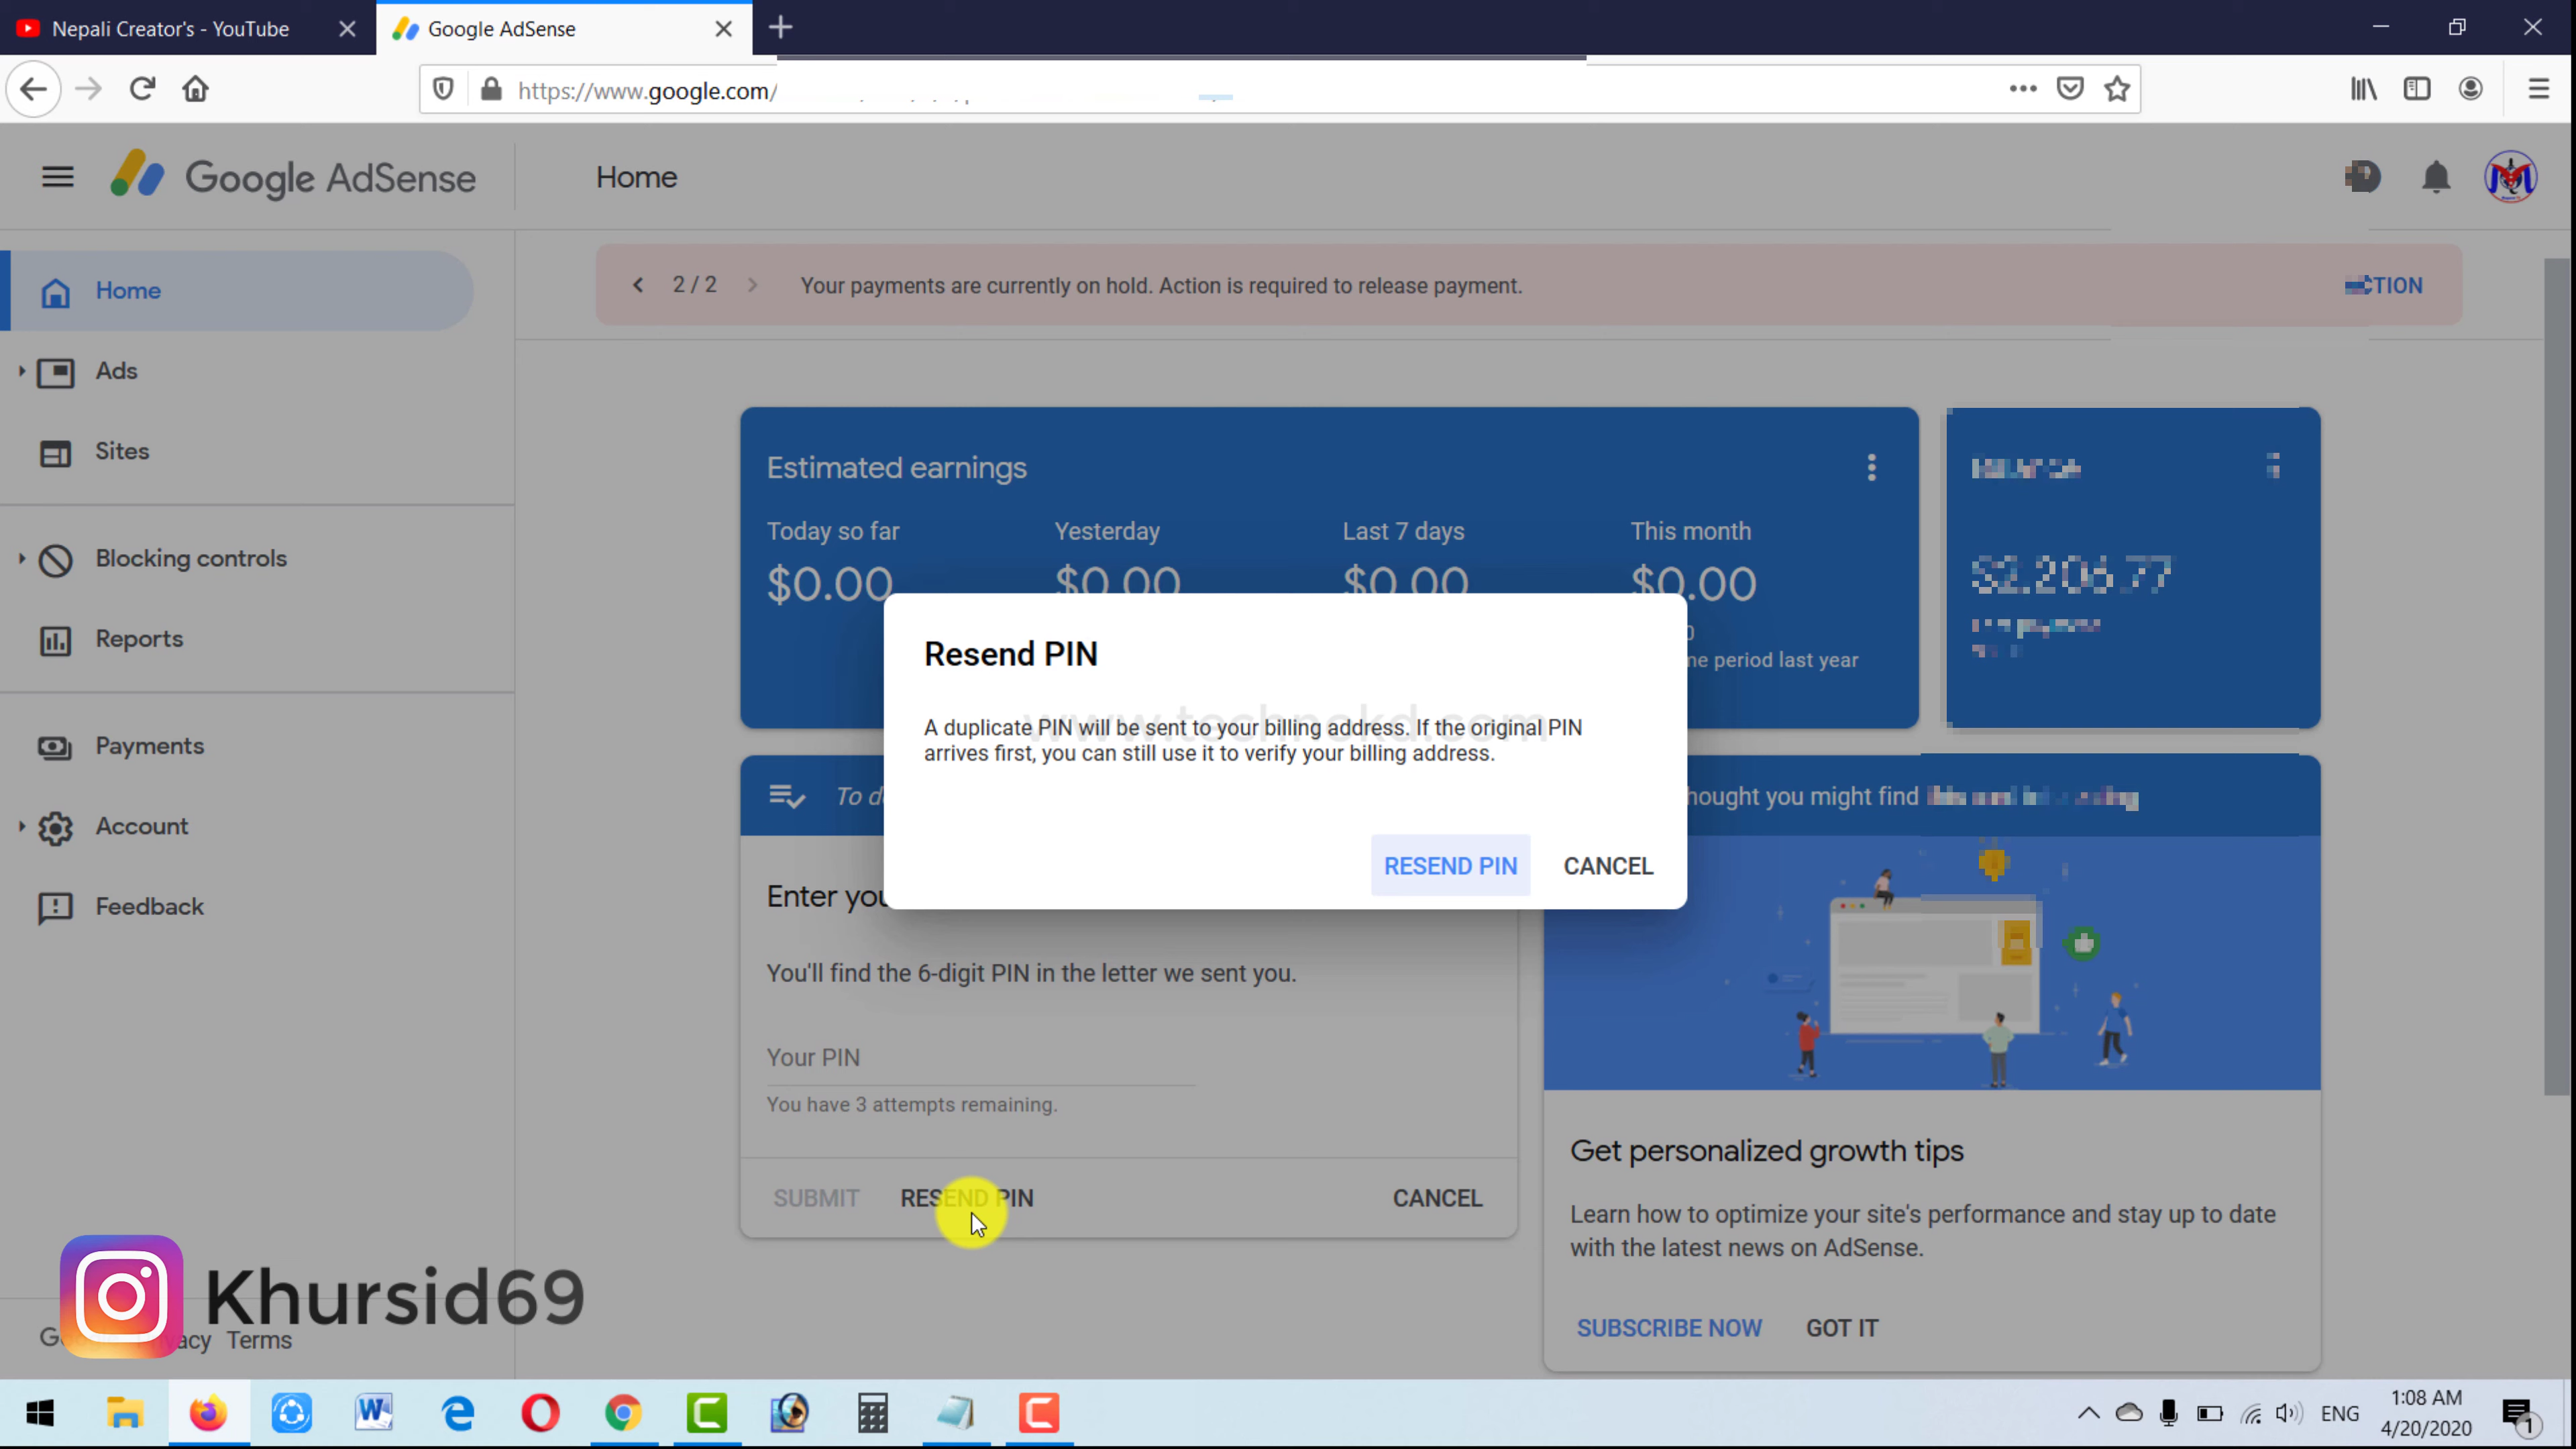 Nepali Creator's - YouTube
Google AdSense
https://www.google.com/
Google AdSense
Home
Home
Ads
Sites
Blocking controls
Reports
Payments
Account
Feedback
2 / 2
Your payments are currently on hold. Action is required to release payment.
Estimated earnings
Today so far
$0.00
Yesterday
$0.00
Last 7 days
$0.00
This month
$0.00
period last year
Resend PIN
www.technokd.com
A duplicate PIN will be sent to your billing address. If the original PIN
arrives first, you can still use it to verify your billing address.
RESEND PIN
CANCEL
To
Enter
You'll find the 6-digit PIN in the letter we sent you.
Your PIN
You have 3 attempts remaining.
SUBMIT
RESEND PIN
CANCEL
you might find
Get personalized growth tips
Learn how to optimize your site's performance and stay up to date
with the latest news on AdSense.
SUBSCRIBE NOW
GOT IT
Khursid69
Terms
ENG
1:08 AM
4/20/2020
1